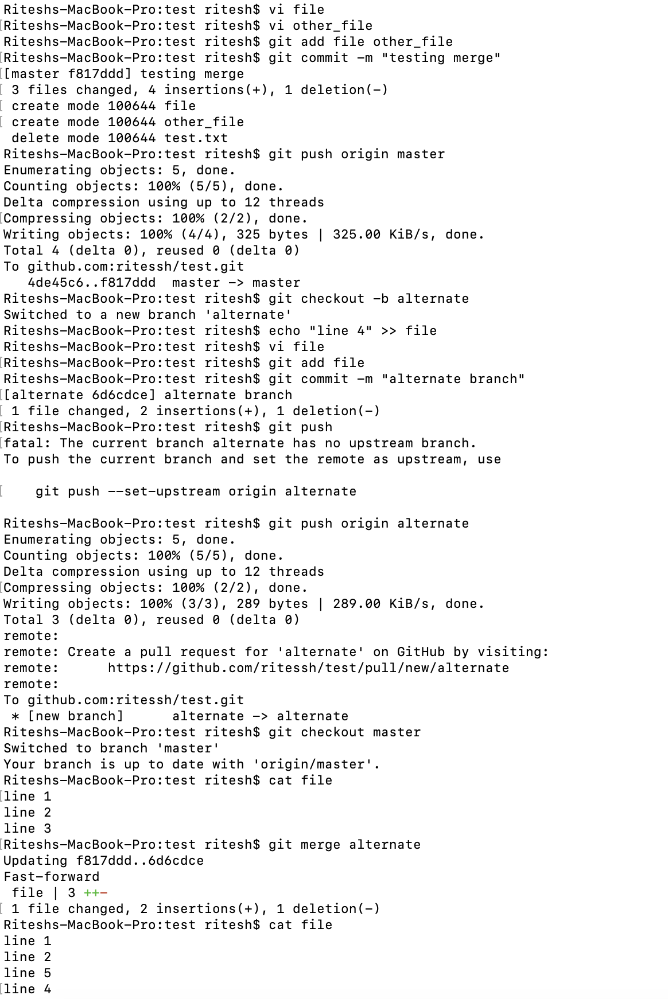 Riteshs-MacBook-Pro:test ritesh$ vi file
[Riteshs-MacBook-Pro:test ritesh$ vi other_file
Riteshs-MacBook-Pro:test ritesh$ git add file other_file
[Riteshs-MacBook-Pro:test ritesh$ git commit -m "testing merge"
[[master f817ddd] testing merge
[ 3 files changed, 4 insertions(+), 1 deletion(-)
[ create mode 100644 file
[ create mode 100644 other_file
 delete mode 100644 test.txt
Riteshs-MacBook-Pro:test ritesh$ git push origin master
Enumerating objects: 5, done.
Counting objects: 100% (5/5), done.
Delta compression using up to 12 threads
[Compressing objects: 100% (2/2), done.
Writing objects: 100% (4/4), 325 bytes | 325.00 KiB/s, done.
Total 4 (delta 0), reused 0 (delta 0)
To github.com:ritessh/test.git
   4de45c6..f817ddd  master -> master
Riteshs-MacBook-Pro:test ritesh$ git checkout -b alternate
Switched to a new branch 'alternate'
Riteshs-MacBook-Pro:test ritesh$ echo "line 4" >> file
Riteshs-MacBook-Pro:test ritesh$ vi file
[Riteshs-MacBook-Pro:test ritesh$ git add file
Riteshs-MacBook-Pro:test ritesh$ git commit -m "alternate branch"
[[alternate 6d6cdce] alternate branch
[ 1 file changed, 2 insertions(+), 1 deletion(-)
[Riteshs-MacBook-Pro:test ritesh$ git push
[fatal: The current branch alternate has no upstream branch.
To push the current branch and set the remote as upstream, use
[    git push --set-upstream origin alternate
Riteshs-MacBook-Pro:test ritesh$ git push origin alternate
Enumerating objects: 5, done.
Counting objects: 100% (5/5), done.
Delta compression using up to 12 threads
[Compressing objects: 100% (2/2), done.
Writing objects: 100% (3/3), 289 bytes | 289.00 KiB/s, done.
Total 3 (delta 0), reused 0 (delta 0)
remote:
remote: Create a pull request for 'alternate' on GitHub by visiting:
remote:      https://github.com/ritessh/test/pull/new/alternate
remote:
To github.com:ritessh/test.git
 * [new branch]      alternate -> alternate
Riteshs-MacBook-Pro:test ritesh$ git checkout master
Switched to branch 'master'
Your branch is up to date with 'origin/master'.
Riteshs-MacBook-Pro:test ritesh$ cat file
[line 1
line 2
line 3
[Riteshs-MacBook-Pro:test ritesh$ git merge alternate
Updating f817ddd..6d6cdce
Fast-forward
 file | 3 ++-
[ 1 file changed, 2 insertions(+), 1 deletion(-)
Riteshs-MacBook-Pro:test ritesh$ cat file
line 1
line 2
line 5
[line 4